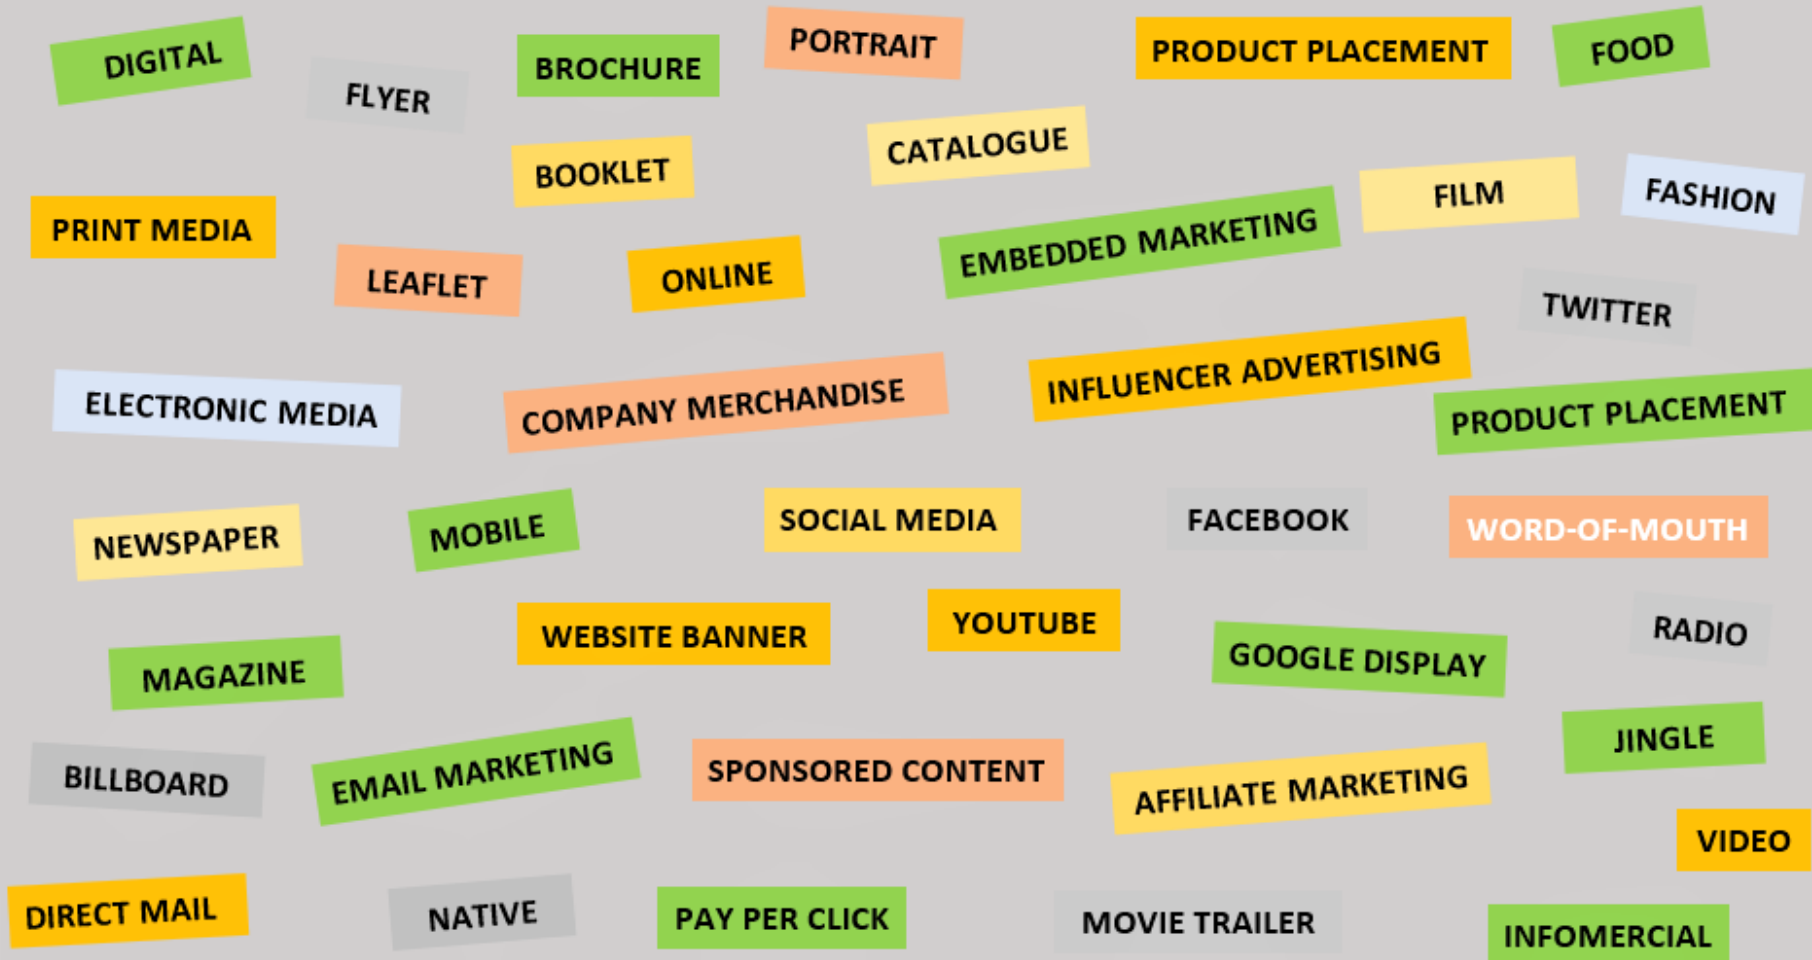 DIGITAL
FLYER
BROCHURE
PORTRAIT
PRODUCT PLACEMENT
FOOD
BOOKLET
CATALOGUE
FILM
FASHION
PRINT MEDIA
LEAFLET
ONLINE
EMBEDDED MARKETING
TWITTER
ELECTRONIC MEDIA
COMPANY MERCHANDISE
INFLUENCER ADVERTISING
PRODUCT PLACEMENT
NEWSPAPER
MOBILE
SOCIAL MEDIA
FACEBOOK
WORD-OF-MOUTH
MAGAZINE
WEBSITE BANNER
YOUTUBE
GOOGLE DISPLAY
RADIO
BILLBOARD
EMAIL MARKETING
SPONSORED CONTENT
AFFILIATE MARKETING
JINGLE
VIDEO
DIRECT MAIL
NATIVE
PAY PER CLICK
MOVIE TRAILER
INFOMERCIAL